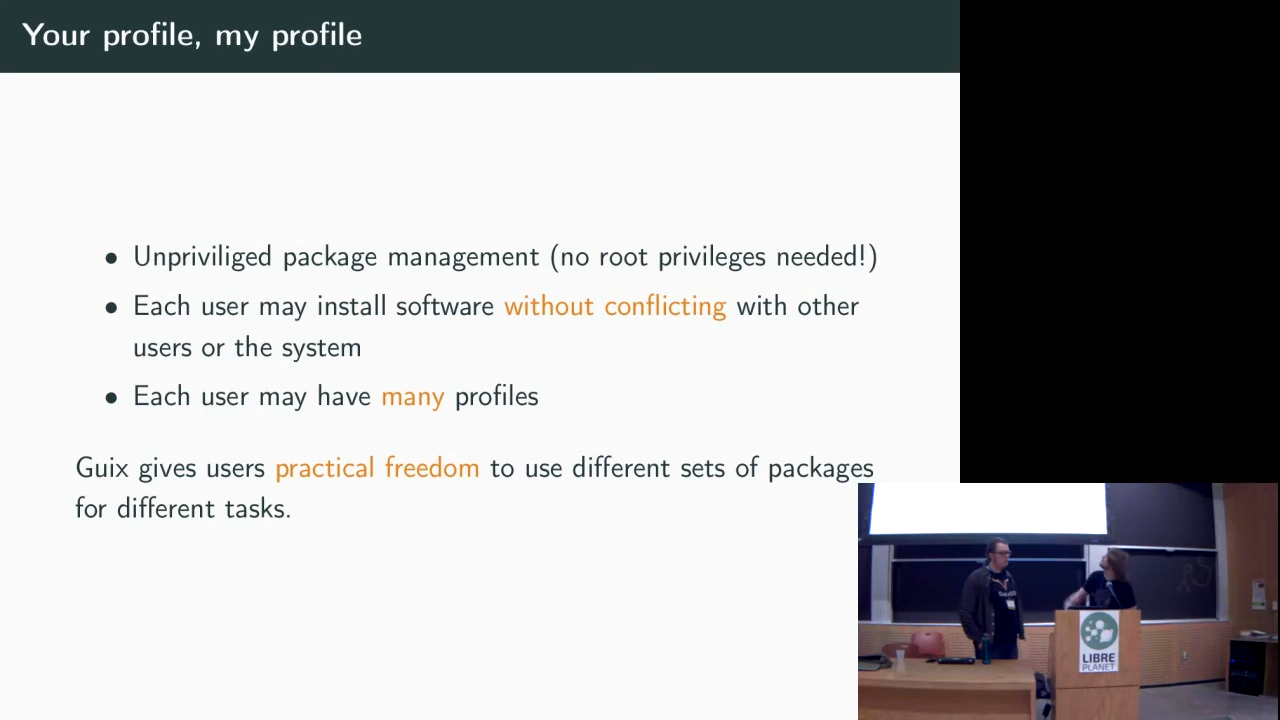 Your profile, my profile
• Unpriviliged package management (no root privileges needed!)
• Each user may install software without conflicting with other
users or the system
• Each user may have many profiles
Guix gives users practical freedom to use different sets of packages
for different tasks.
LIBRE
PLANET